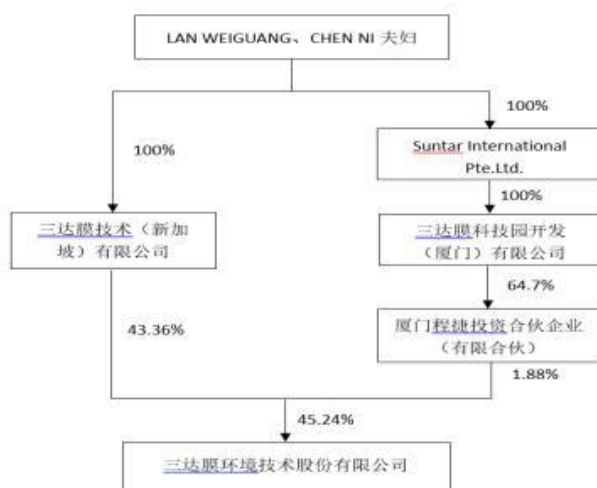 LAN WEIGUANG、CHEN NI 夫妇
100%
100%
Suntar International
Pte.Ltd.
100%
三达膜技术（新加
坡）有限公司
三达膜科技园开发
（厦门）有限公司
64.7%
43.36%
厦门程捷投资合伙企业
（有限合伙）
1.88%
45.24%
三达膜环境技术股份有限公司